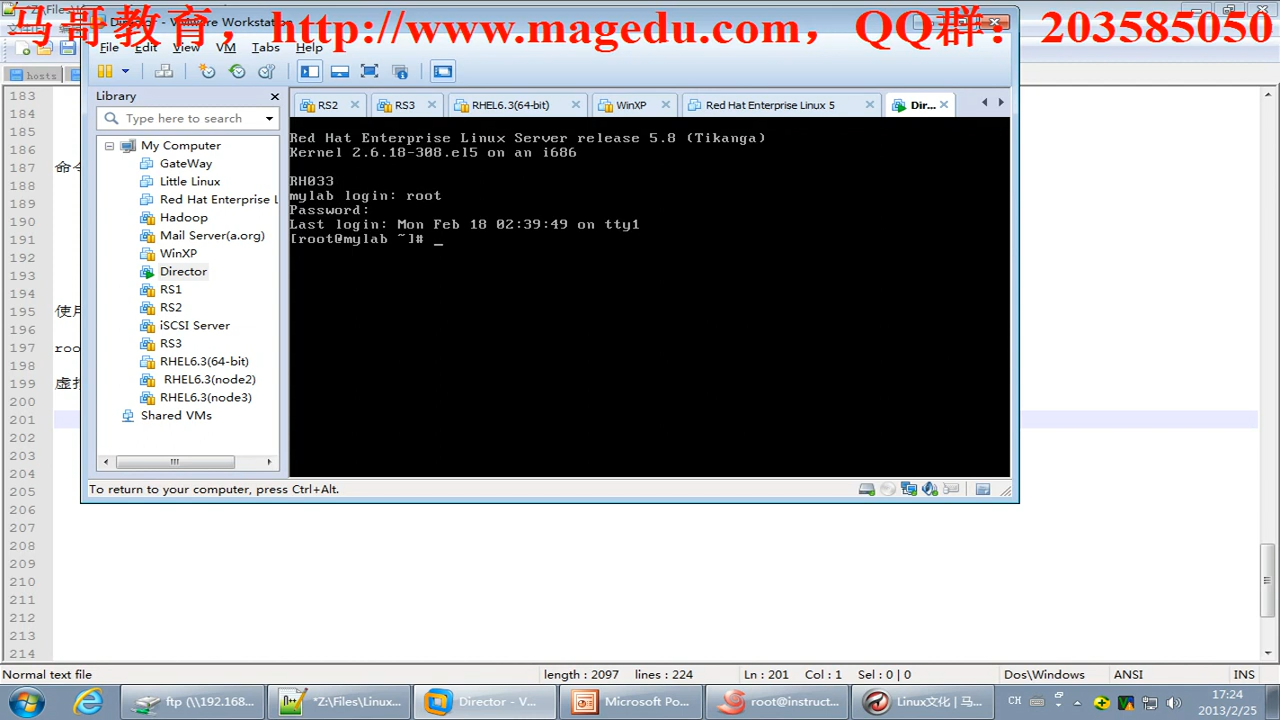 马哥教育，http://www.magedu.com，QQ群：203585050
File Edit View VM Tabs Help
hosts
Library
Type here to search
My Computer
GateWay
Little Linux
Red Hat Enterprise L
Hadoop
Mail Server(a.org)
WinXP
Director
RS1
RS2
iSCSI Server
RS3
RHEL6.3(64-bit)
RHEL6.3(node2)
RHEL6.3(node3)
Shared VMs
RS2 RS3 RHEL6.3(64-bit) WinXP Red Hat Enterprise Linux 5 Dir...
Red Hat Enterprise Linux Server release 5.8 (Tikanga)
Kernel 2.6.18-308.el5 on an i686
RH033
mylab login: root
Password:
Last login: Mon Feb 18 02:39:49 on tty1
[root@mylab ~]# _
To return to your computer, press Ctrl+Alt.
183
184
185
186
187 命令
188
189
190
191
192
193
194
195 使用
196
197 roo
198
199
200
201
202
203
204
205
206
207
208
209
210
211
212
213
214
Normal text file length : 2097 lines : 224 Ln : 201 Col : 1 Sel : 0 | 0 Dos\Windows ANSI INS
ftp (\\192.168... *Z:\Files\Linux... Director - V... Microsoft Po... root@instruct... Linux文化 | 马... CH 17:24
2013/2/25